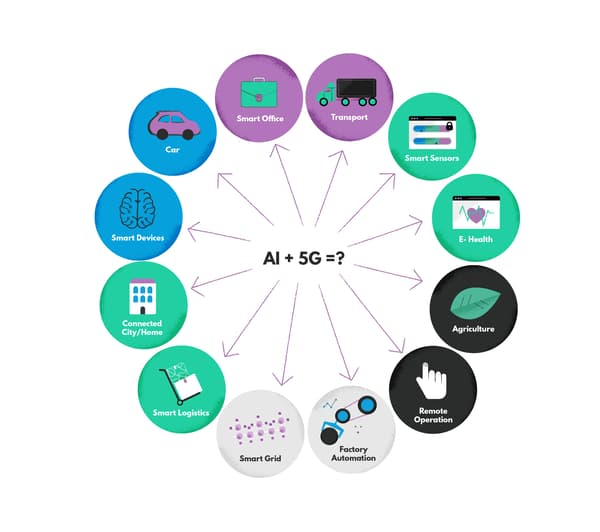 Smart Office
Transport
Car
Smart Sensors
Smart Devices
E- Health
AI + 5G =?
Connected
City/Home
Agriculture
Smart Logistics
Remote
Operation
Smart Grid
Factory
Automation